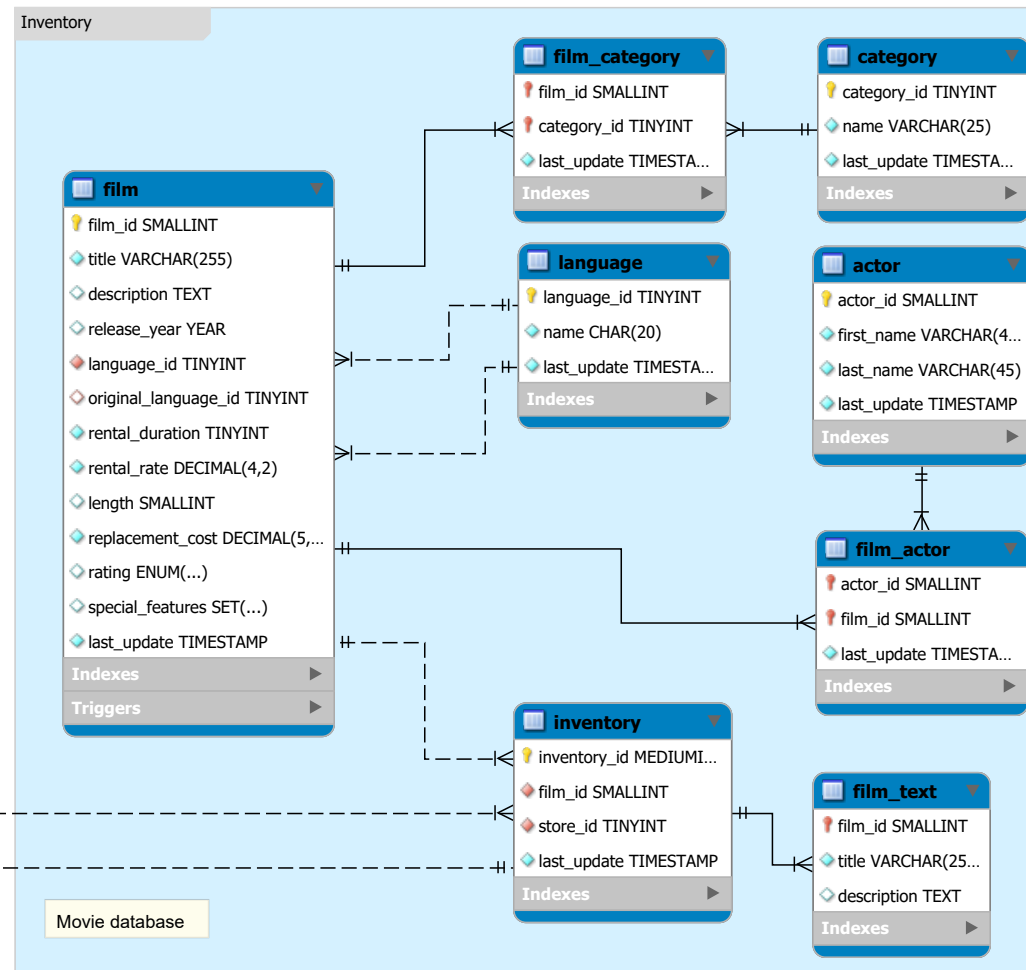 Inventory
film_category
film_id SMALLINT
category_id TINYINT
last_update TIMESTA...
Indexes
category
category_id TINYINT
name VARCHAR(25)
last_update TIMESTA...
Indexes
film
film_id SMALLINT
title VARCHAR(255)
description TEXT
release_year YEAR
language_id TINYINT
original_language_id TINYINT
rental_duration TINYINT
rental_rate DECIMAL(4,2)
length SMALLINT
replacement_cost DECIMAL(5,...
rating ENUM(...)
special_features SET(...)
last_update TIMESTAMP
Indexes
Triggers
language
language_id TINYINT
name CHAR(20)
last_update TIMESTA...
Indexes
actor
actor_id SMALLINT
first_name VARCHAR(4...
last_name VARCHAR(45)
last_update TIMESTAMP
Indexes
film_actor
actor_id SMALLINT
film_id SMALLINT
last_update TIMESTA...
Indexes
inventory
inventory_id MEDIUMI...
film_id SMALLINT
store_id TINYINT
last_update TIMESTAMP
Indexes
film_text
film_id SMALLINT
title VARCHAR(25...
description TEXT
Indexes
Movie database